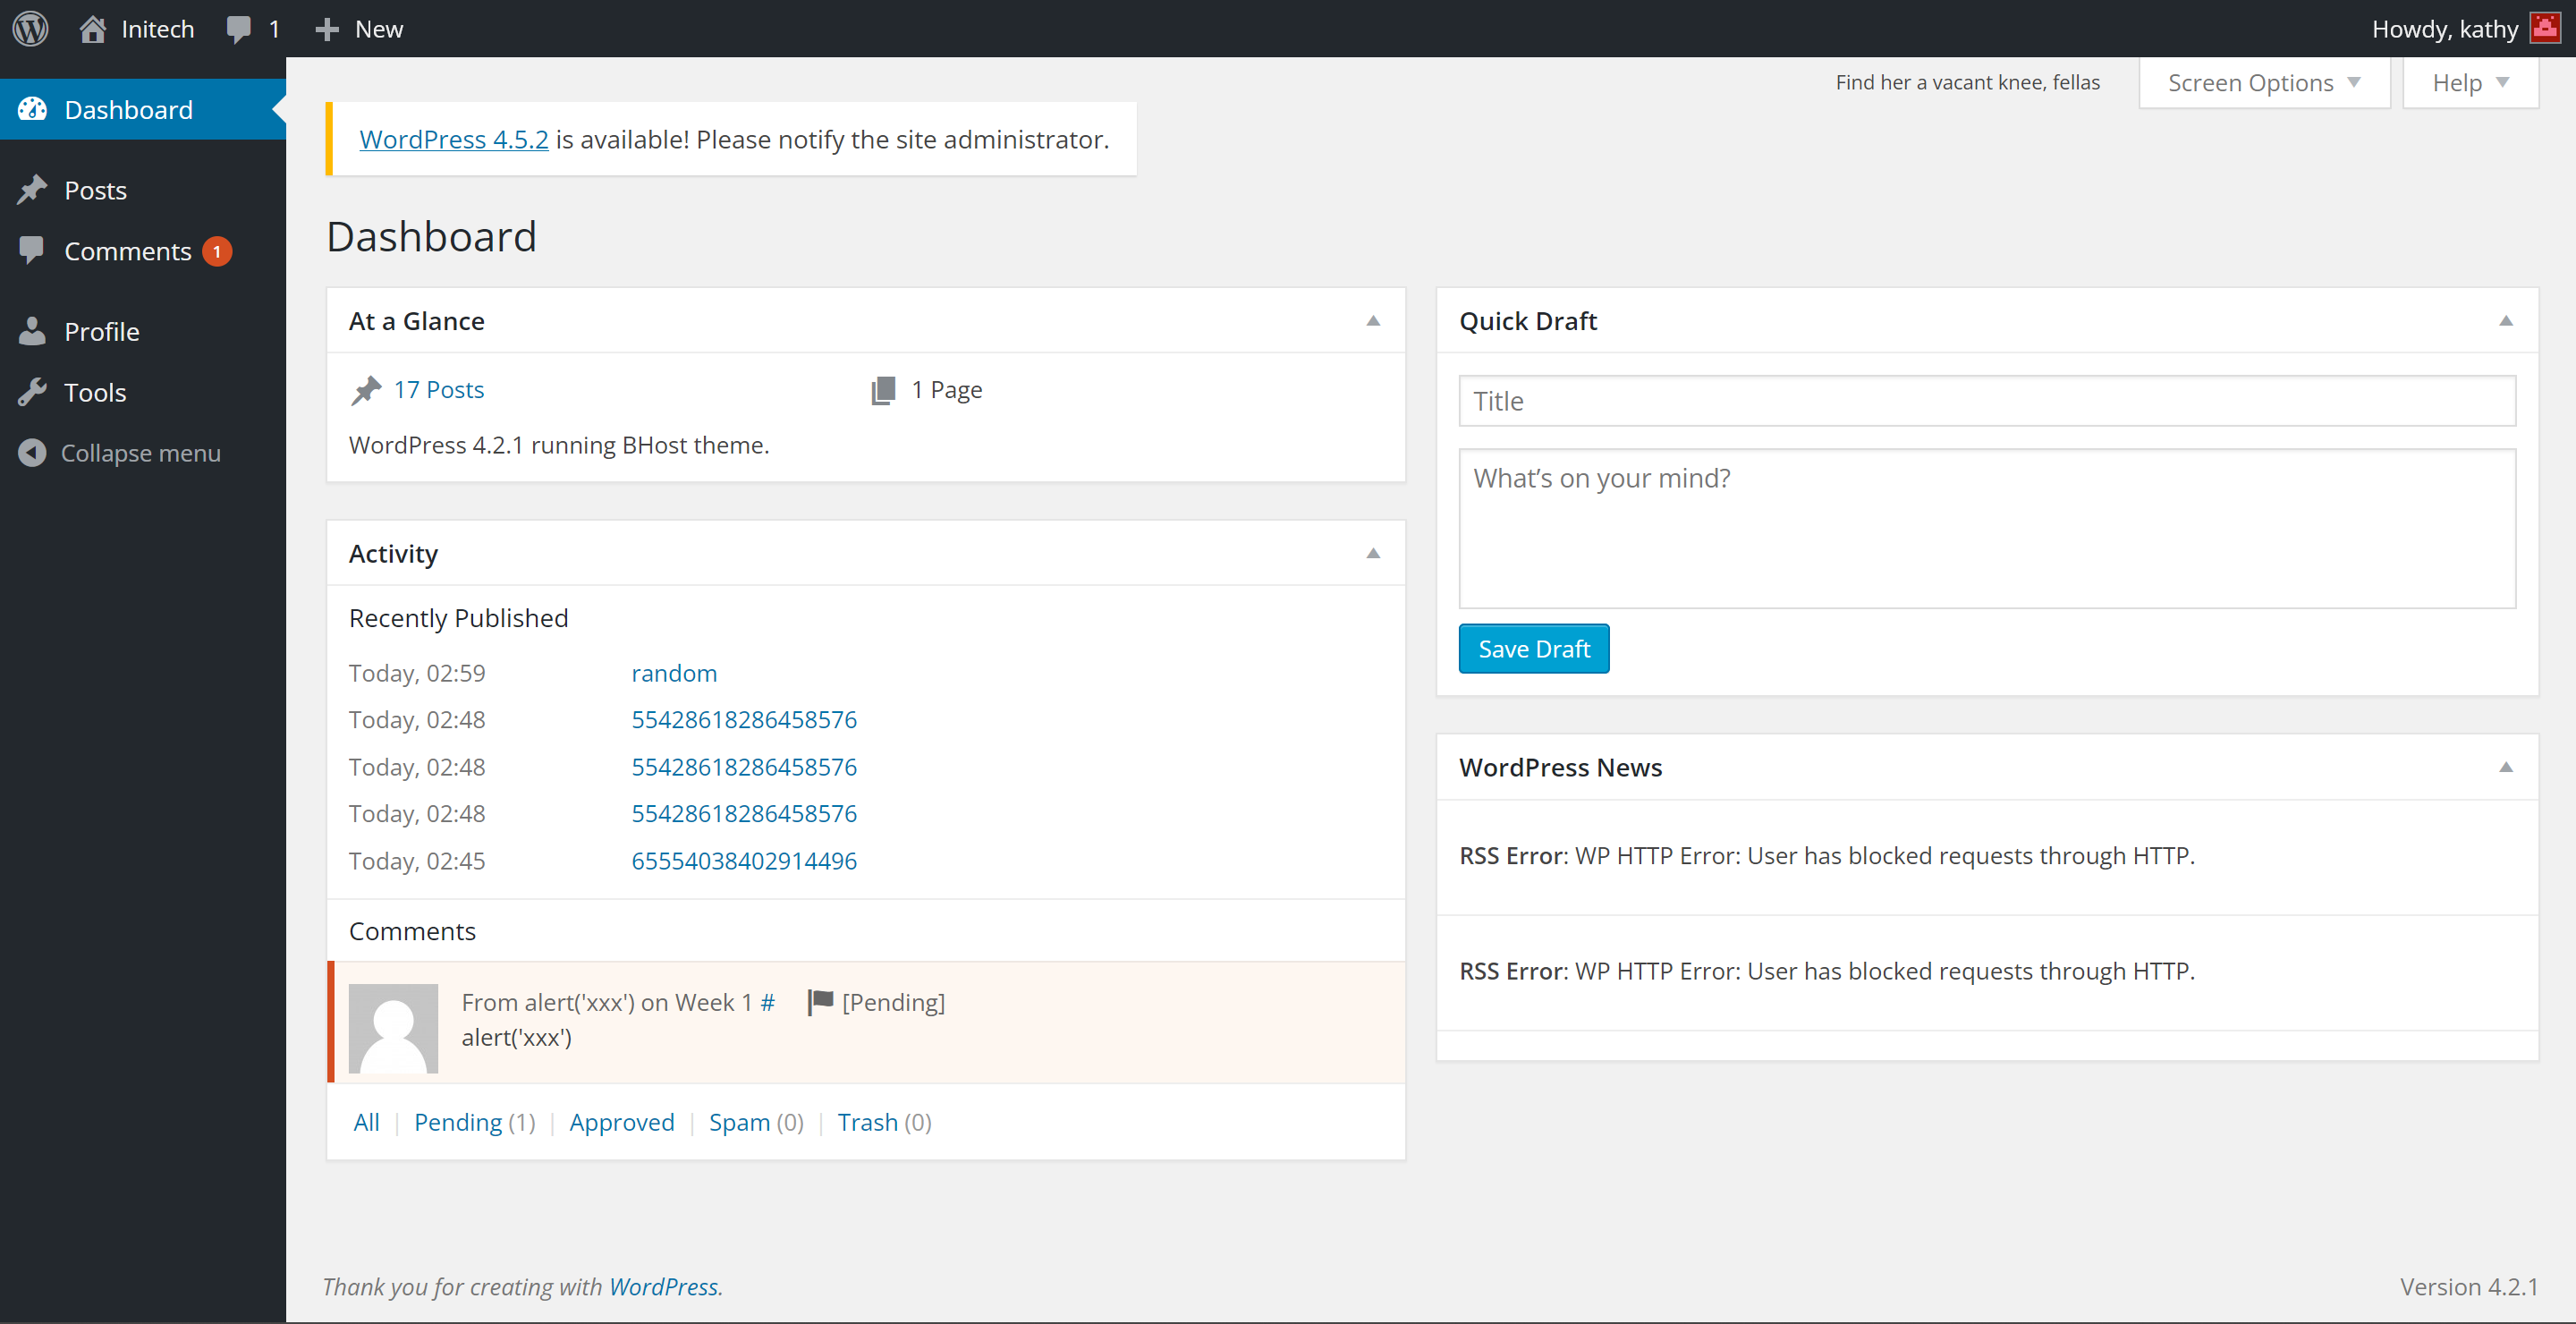 Initech 1 New Howdy, kathy
Find her a vacant knee, fellas Screen Options Help
Dashboard
Posts
Comments 1
Profile
Tools
Collapse menu
WordPress 4.5.2 is available! Please notify the site administrator.
Dashboard
At a Glance
17 Posts 1 Page
WordPress 4.2.1 running BHost theme.
Activity
Recently Published
Today, 02:59 random
Today, 02:48 55428618286458576
Today, 02:48 55428618286458576
Today, 02:48 55428618286458576
Today, 02:45 65554038402914496
Comments
From alert('xxx') on Week 1 # [Pending]
alert('xxx')
All | Pending (1) | Approved | Spam (0) | Trash (0)
Quick Draft
Title
What’s on your mind?
Save Draft
WordPress News
RSS Error: WP HTTP Error: User has blocked requests through HTTP.
RSS Error: WP HTTP Error: User has blocked requests through HTTP.
Thank you for creating with WordPress. Version 4.2.1